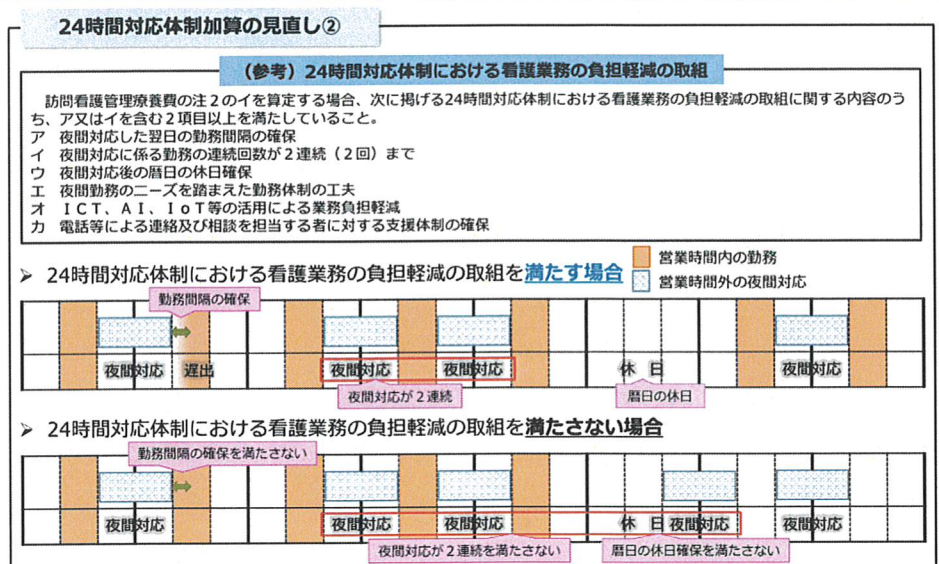 24時間対応体制加算の見直し②
（参考）24時間対応体制における看護業務の負担軽減の取組
訪問看護管理療養費の注２のイを算定する場合、次に掲げる24時間対応体制における看護業務の負担軽減の取組に関する内容のう
ち、ア又はイを含む２項目以上を満たしていること。
ア　夜間対応した翌日の勤務間隔の確保
イ　夜間対応に係る勤務の連続回数が２連続（２回）まで
ウ　夜間対応後の暦日の休日確保
エ　夜間勤務のニーズを踏まえた勤務体制の工夫
オ　ＩＣＴ、ＡＩ、ＩｏＴ等の活用による業務負担軽減
カ　電話等による連絡及び相談を担当する者に対する支援体制の確保
営業時間内の勤務
営業時間外の夜間対応
➢ 24時間対応体制における看護業務の負担軽減の取組を満たす場合
勤務間隔の確保
夜間対応 遅出 夜間対応 夜間対応 休 日 夜間対応
夜間対応が２連続 暦日の休日
➢ 24時間対応体制における看護業務の負担軽減の取組を満たさない場合
勤務間隔の確保を満たさない
夜間対応 夜間対応 夜間対応 休 日 夜間対応 夜間対応
夜間対応が２連続を満たさない 暦日の休日確保を満たさない